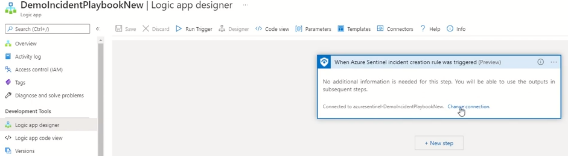 DemoIncidentPlaybookNew | Logic app designer ...
Logic app
Search (Ctrl+/)
«
Save
Discard
Run Trigger
Designer
Code view
Parameters
Templates
Connectors
Help
Info
Overview
Activity log
Access control (IAM)
Tags
Diagnose and solve problems
Development Tools
Logic app designer
Logic app code view
Versions
When Azure Sentinel incident creation rule was triggered (Preview)
No additional information is needed for this step. You will be able to use the outputs in
subsequent steps.
Connected to azuresentinel-DemoIncidentPlaybookNew. Change connection
+ New step